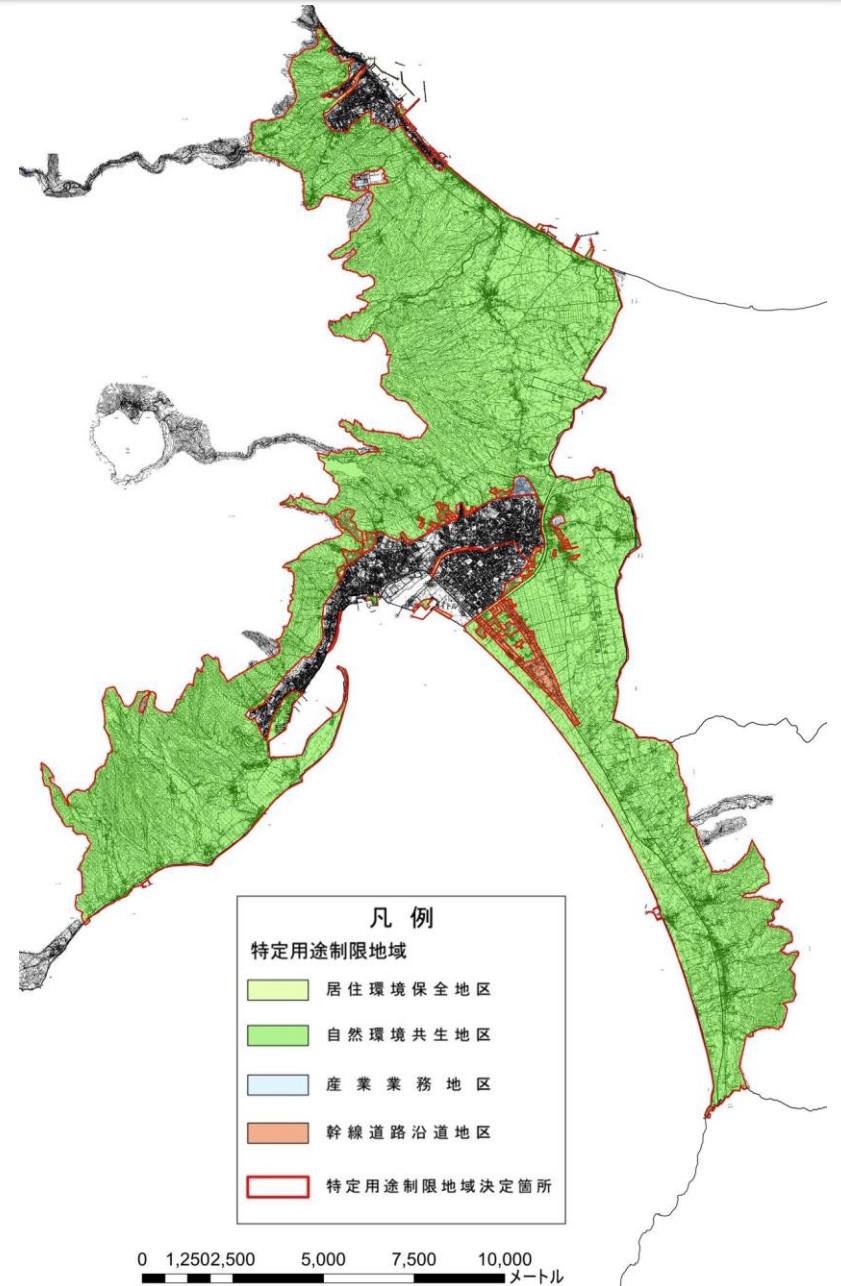 凡例
特定用途制限地域
居住環境保全地区
自然環境共生地区
産業業務地区
幹線道路沿道地区
特定用途制限地域決定箇所
0 1,250 2,500 5,000 7,500 10,000
メートル